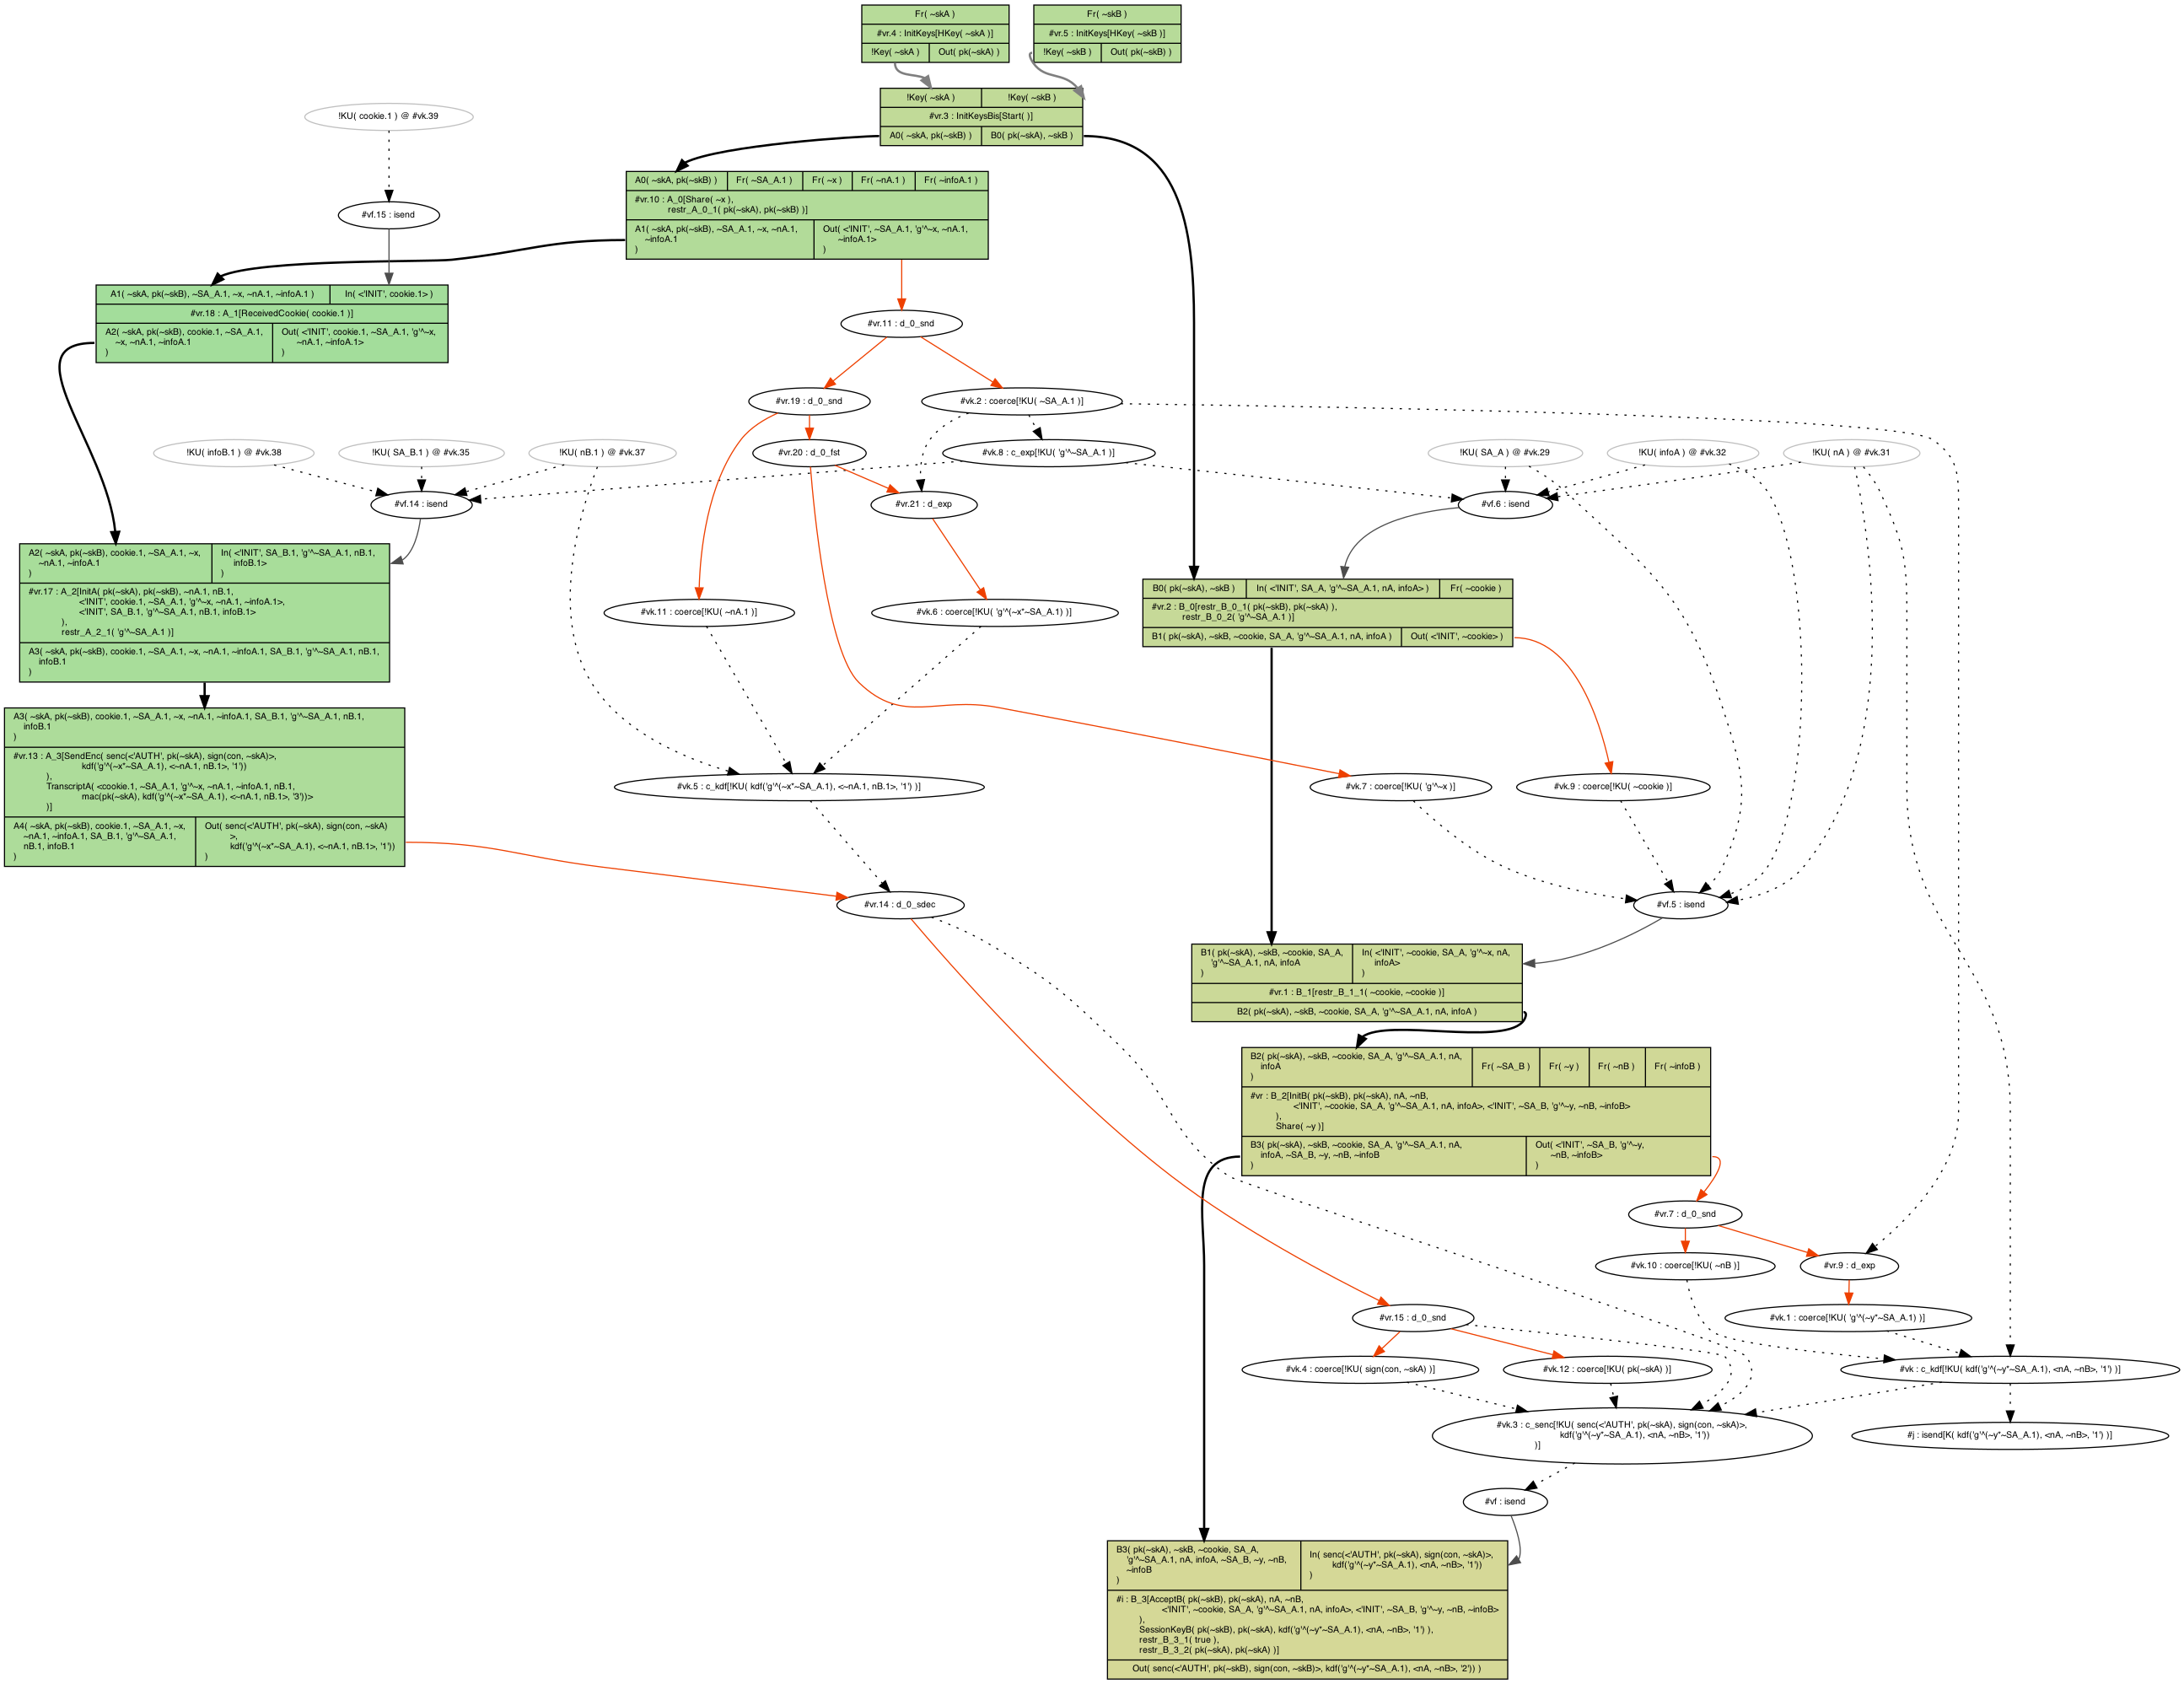 Fr( ~skA )
#vr.4 : InitKeys[HKey( ~skA )]
!Key( ~skA ) Out( pk(~skA) )
Fr( ~skB )
#vr.5 : InitKeys[HKey( ~skB )]
!Key( ~skB ) Out( pk(~skB) )
!Key( ~skA ) !Key( ~skB )
#vr.3 : InitKeysBis[Start( )]
A0( ~skA, pk(~skB) ) B0( pk(~skA), ~skB )
!KU( cookie.1 ) @ #vk.39
#vf.15 : isend
A0( ~skA, pk(~skB) ) Fr( ~SA_A.1 ) Fr( ~x ) Fr( ~nA.1 ) Fr( ~infoA.1 )
#vr.10 : A_0[Share( ~x ),
restr_A_0_1( pk(~skA), pk(~skB) )]
A1( ~skA, pk(~skB), ~SA_A.1, ~x, ~nA.1,
~infoA.1
)
Out( <'INIT', ~SA_A.1, 'g'^~x, ~nA.1,
~infoA.1>
)
A1( ~skA, pk(~skB), ~SA_A.1, ~x, ~nA.1, ~infoA.1 ) In( <'INIT', cookie.1> )
#vr.18 : A_1[ReceivedCookie( cookie.1 )]
A2( ~skA, pk(~skB), cookie.1, ~SA_A.1,
~x, ~nA.1, ~infoA.1
)
Out( <'INIT', cookie.1, ~SA_A.1, 'g'^~x,
~nA.1, ~infoA.1>
)
#vr.11 : d_0_snd
#vr.19 : d_0_snd
#vk.2 : coerce[!KU( ~SA_A.1 )]
!KU( infoB.1 ) @ #vk.38
!KU( SA_B.1 ) @ #vk.35
!KU( nB.1 ) @ #vk.37
#vr.20 : d_0_fst
#vk.8 : c_exp[!KU( 'g'^~SA_A.1 )]
!KU( SA_A ) @ #vk.29
!KU( infoA ) @ #vk.32
!KU( nA ) @ #vk.31
#vf.14 : isend
#vr.21 : d_exp
#vf.6 : isend
A2( ~skA, pk(~skB), cookie.1, ~SA_A.1, ~x,
~nA.1, ~infoA.1
)
In( <'INIT', SA_B.1, 'g'^~SA_A.1, nB.1,
infoB.1>
)
#vr.17 : A_2[InitA( pk(~skA), pk(~skB), ~nA.1, nB.1,
<'INIT', cookie.1, ~SA_A.1, 'g'^~x, ~nA.1, ~infoA.1>,
<'INIT', SA_B.1, 'g'^~SA_A.1, nB.1, infoB.1>
),
restr_A_2_1( 'g'^~SA_A.1 )]
A3( ~skA, pk(~skB), cookie.1, ~SA_A.1, ~x, ~nA.1, ~infoA.1, SA_B.1, 'g'^~SA_A.1, nB.1,
infoB.1
)
#vk.11 : coerce[!KU( ~nA.1 )]
#vk.6 : coerce[!KU( 'g'^(~x*~SA_A.1) )]
B0( pk(~skA), ~skB ) In( <'INIT', SA_A, 'g'^~SA_A.1, nA, infoA> ) Fr( ~cookie )
#vr.2 : B_0[restr_B_0_1( pk(~skB), pk(~skA) ),
restr_B_0_2( 'g'^~SA_A.1 )]
B1( pk(~skA), ~skB, ~cookie, SA_A, 'g'^~SA_A.1, nA, infoA ) Out( <'INIT', ~cookie> )
A3( ~skA, pk(~skB), cookie.1, ~SA_A.1, ~x, ~nA.1, ~infoA.1, SA_B.1, 'g'^~SA_A.1, nB.1,
infoB.1
)
#vr.13 : A_3[SendEnc( senc(<'AUTH', pk(~skA), sign(con, ~skA)>,
kdf('g'^(~x*~SA_A.1), <~nA.1, nB.1>, '1'))
),
TranscriptA( <cookie.1, ~SA_A.1, 'g'^~x, ~nA.1, ~infoA.1, nB.1,
mac(pk(~skA), kdf('g'^(~x*~SA_A.1), <~nA.1, nB.1>, '3'))>
)]
A4( ~skA, pk(~skB), cookie.1, ~SA_A.1, ~x,
~nA.1, ~infoA.1, SA_B.1, 'g'^~SA_A.1,
nB.1, infoB.1
)
Out( senc(<'AUTH', pk(~skA), sign(con, ~skA)
>,
kdf('g'^(~x*~SA_A.1), <~nA.1, nB.1>, '1'))
)
#vk.5 : c_kdf[!KU( kdf('g'^(~x*~SA_A.1), <~nA.1, nB.1>, '1') )]
#vk.7 : coerce[!KU( 'g'^~x )]
#vk.9 : coerce[!KU( ~cookie )]
#vr.14 : d_0_sdec
#vf.5 : isend
B1( pk(~skA), ~skB, ~cookie, SA_A,
'g'^~SA_A.1, nA, infoA
)
In( <'INIT', ~cookie, SA_A, 'g'^~x, nA,
infoA>
)
#vr.1 : B_1[restr_B_1_1( ~cookie, ~cookie )]
B2( pk(~skA), ~skB, ~cookie, SA_A, 'g'^~SA_A.1, nA, infoA )
B2( pk(~skA), ~skB, ~cookie, SA_A, 'g'^~SA_A.1, nA,
infoA
)
Fr( ~SA_B ) Fr( ~y ) Fr( ~nB ) Fr( ~infoB )
#vr : B_2[InitB( pk(~skB), pk(~skA), nA, ~nB,
<'INIT', ~cookie, SA_A, 'g'^~SA_A.1, nA, infoA>, <'INIT', ~SA_B, 'g'^~y, ~nB, ~infoB>
),
Share( ~y )]
B3( pk(~skA), ~skB, ~cookie, SA_A, 'g'^~SA_A.1, nA,
infoA, ~SA_B, ~y, ~nB, ~infoB
)
Out( <'INIT', ~SA_B, 'g'^~y,
~nB, ~infoB>
)
#vr.7 : d_0_snd
#vk.10 : coerce[!KU( ~nB )]
#vr.9 : d_exp
#vr.15 : d_0_snd
#vk.1 : coerce[!KU( 'g'^(~y*~SA_A.1) )]
#vk.4 : coerce[!KU( sign(con, ~skA) )]
#vk.12 : coerce[!KU( pk(~skA) )]
#vk : c_kdf[!KU( kdf('g'^(~y*~SA_A.1), <nA, ~nB>, '1') )]
#vk.3 : c_senc[!KU( senc(<'AUTH', pk(~skA), sign(con, ~skA)>,
kdf('g'^(~y*~SA_A.1), <nA, ~nB>, '1'))
)]
#j : isend[K( kdf('g'^(~y*~SA_A.1), <nA, ~nB>, '1') )]
#vf : isend
B3( pk(~skA), ~skB, ~cookie, SA_A,
'g'^~SA_A.1, nA, infoA, ~SA_B, ~y, ~nB,
~infoB
)
In( senc(<'AUTH', pk(~skA), sign(con, ~skA)>,
kdf('g'^(~y*~SA_A.1), <nA, ~nB>, '1'))
)
#i : B_3[AcceptB( pk(~skB), pk(~skA), nA, ~nB,
<'INIT', ~cookie, SA_A, 'g'^~SA_A.1, nA, infoA>, <'INIT', ~SA_B, 'g'^~y, ~nB, ~infoB>
),
SessionKeyB( pk(~skB), pk(~skA), kdf('g'^(~y*~SA_A.1), <nA, ~nB>, '1') ),
restr_B_3_1( true ),
restr_B_3_2( pk(~skA), pk(~skA) )]
Out( senc(<'AUTH', pk(~skB), sign(con, ~skB)>, kdf('g'^(~y*~SA_A.1), <nA, ~nB>, '2')) )